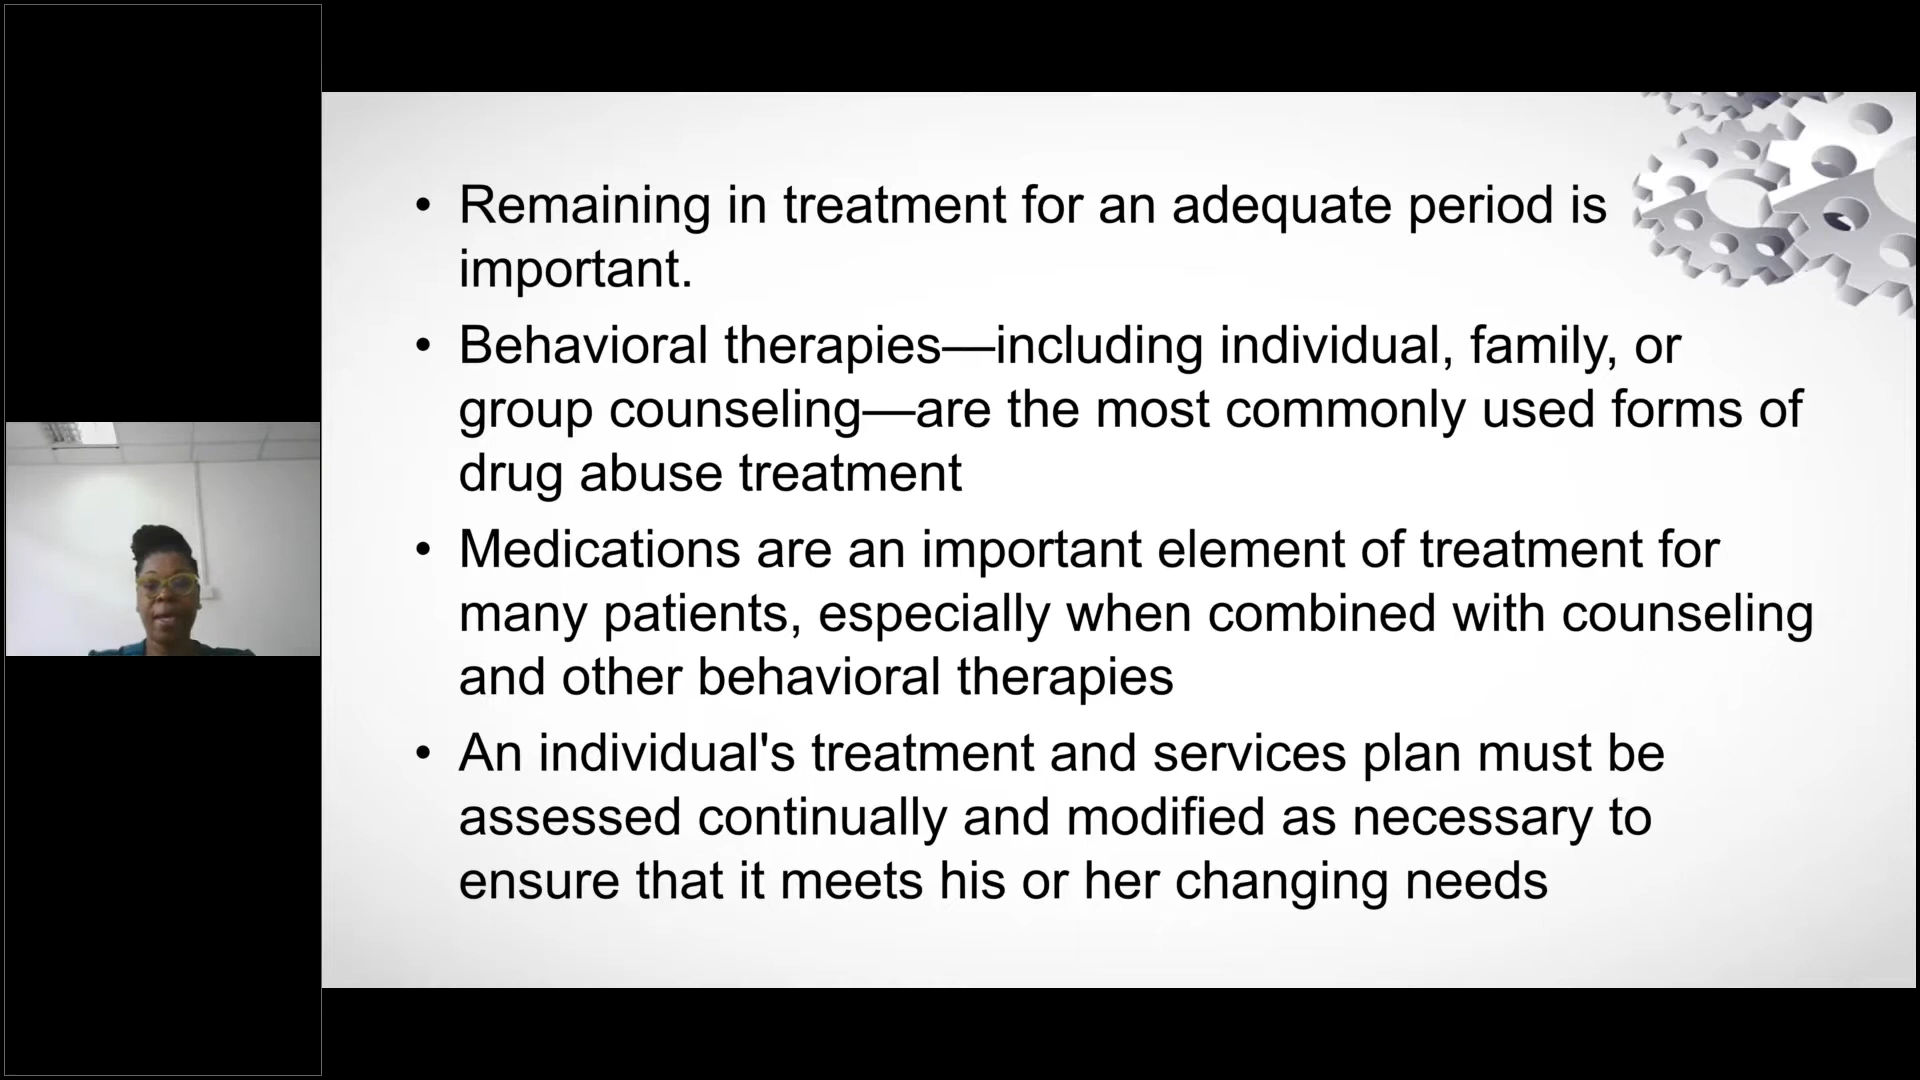 • Remaining in treatment for an adequate period is
important.
• Behavioral therapies—including individual, family, or
group counseling—are the most commonly used forms of
drug abuse treatment
• Medications are an important element of treatment for
many patients, especially when combined with counseling
and other behavioral therapies
• An individual's treatment and services plan must be
assessed continually and modified as necessary to
ensure that it meets his or her changing needs